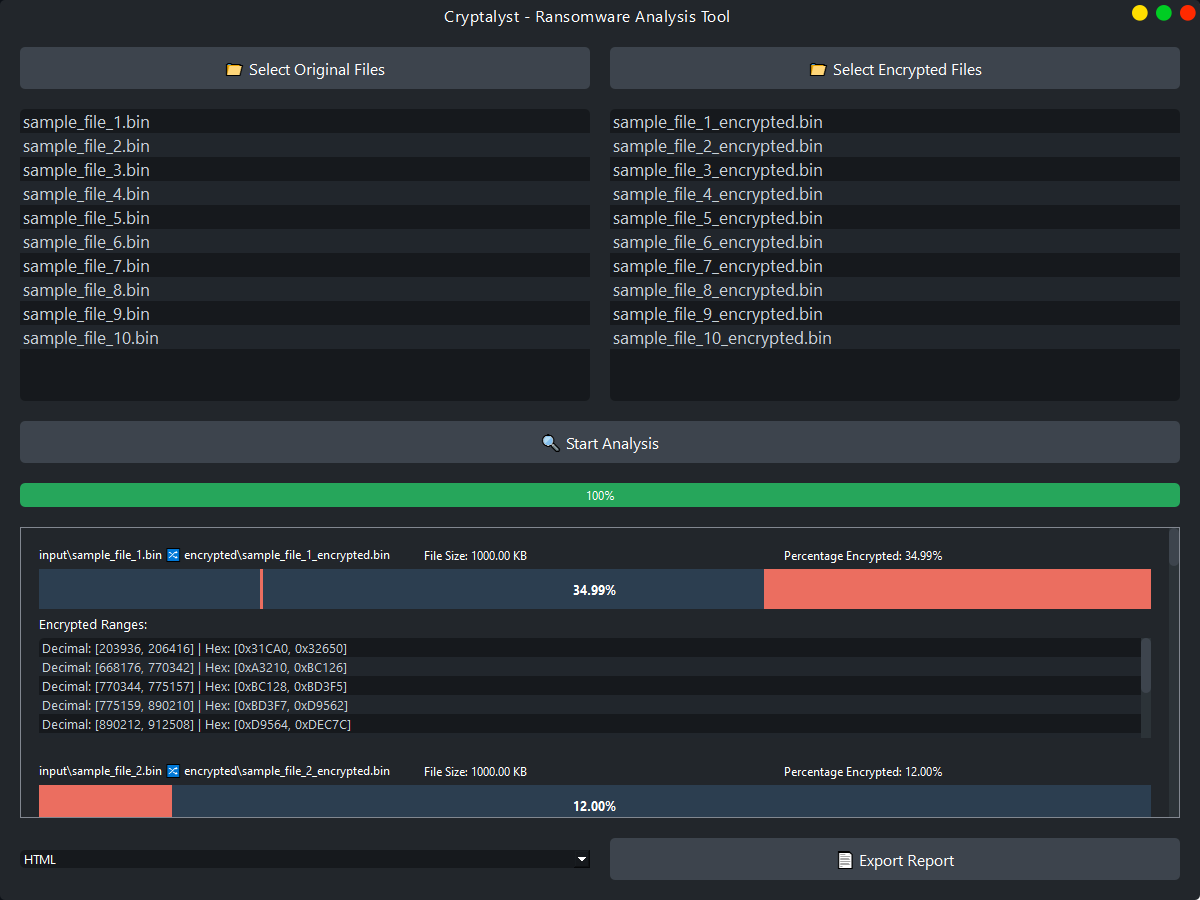 Cryptalyst - Ransomware Analysis Tool
Select Original Files
Select Encrypted Files
sample_file_1.bin
sample_file_2.bin
sample_file_3.bin
sample_file_4.bin
sample_file_5.bin
sample_file_6.bin
sample_file_7.bin
sample_file_8.bin
sample_file_9.bin
sample_file_10.bin
sample_file_1_encrypted.bin
sample_file_2_encrypted.bin
sample_file_3_encrypted.bin
sample_file_4_encrypted.bin
sample_file_5_encrypted.bin
sample_file_6_encrypted.bin
sample_file_7_encrypted.bin
sample_file_8_encrypted.bin
sample_file_9_encrypted.bin
sample_file_10_encrypted.bin
Start Analysis
100%
input\sample_file_1.bin 🔀 encrypted\sample_file_1_encrypted.bin File Size: 1000.00 KB Percentage Encrypted: 34.99%
34.99%
Encrypted Ranges:
Decimal: [203936, 206416] | Hex: [0x31CA0, 0x32650]
Decimal: [668176, 770342] | Hex: [0xA3210, 0xBC126]
Decimal: [770344, 775157] | Hex: [0xBC128, 0xBD3F5]
Decimal: [775159, 890210] | Hex: [0xBD3F7, 0xD9562]
Decimal: [890212, 912508] | Hex: [0xD9564, 0xDEC7C]
input\sample_file_2.bin 🔀 encrypted\sample_file_2_encrypted.bin File Size: 1000.00 KB Percentage Encrypted: 12.00%
12.00%
HTML
Export Report